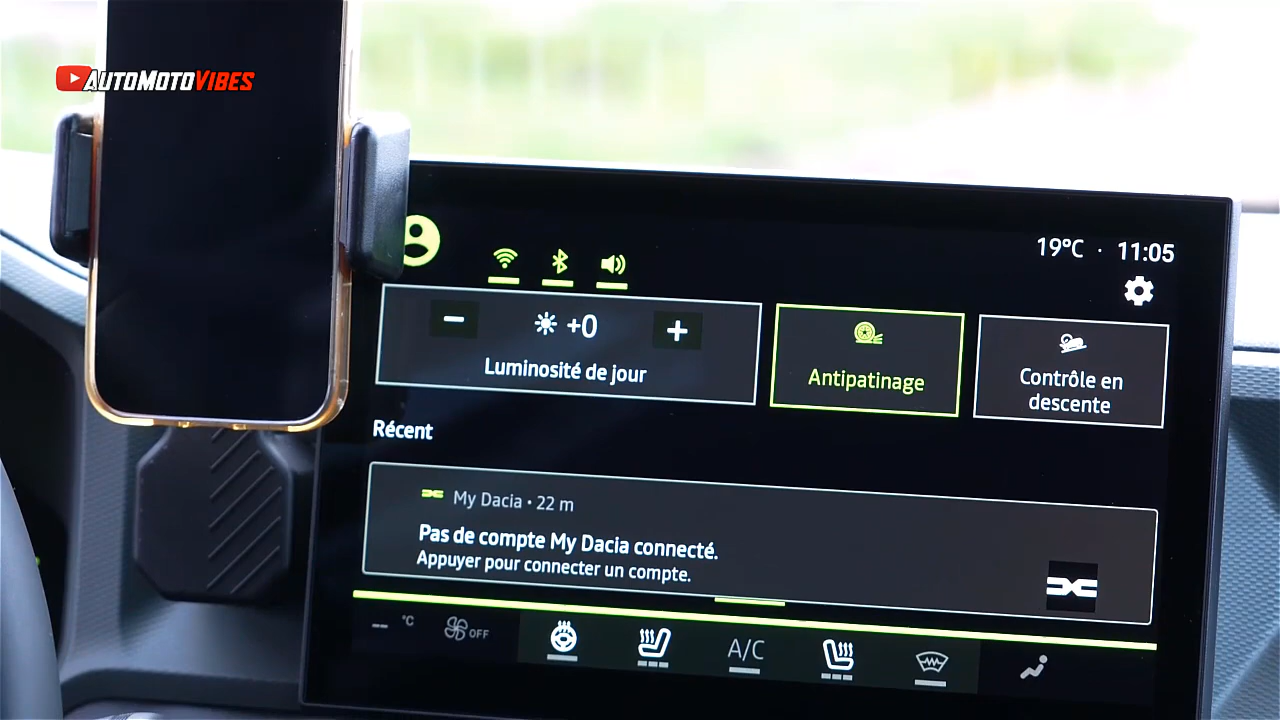 AUTOMOTOVIBES
19°C · 11:05
− +0 +
Luminosité de jour
Antipatinage
Contrôle en
descente
Récent
My Dacia • 22 m
Pas de compte My Dacia connecté.
Appuyer pour connecter un compte.
-- °C OFF A/C